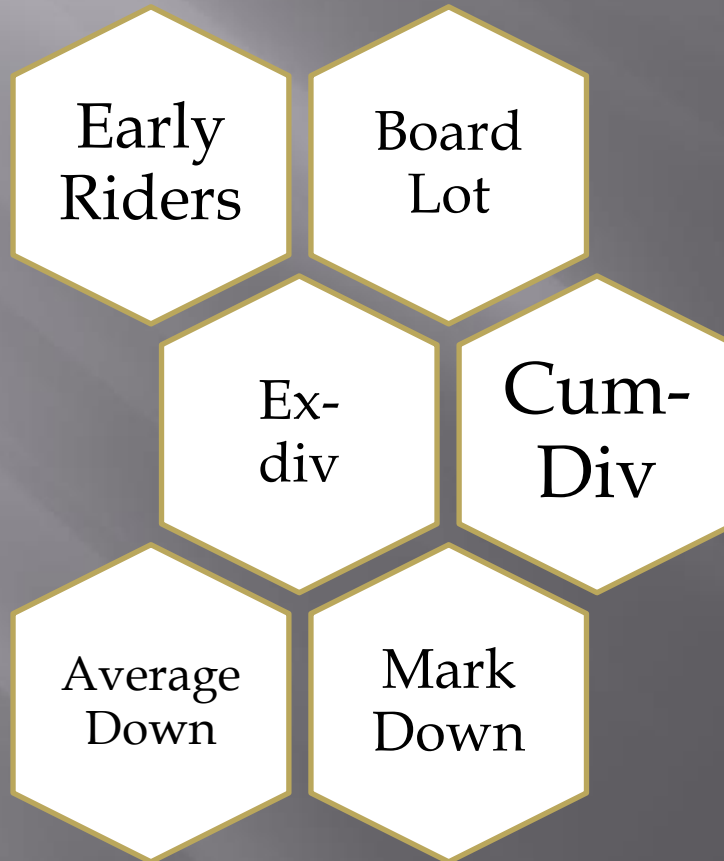 Early
Riders
Board
Lot
Ex-
div
Cum-
Div
Average
Down
Mark
Down